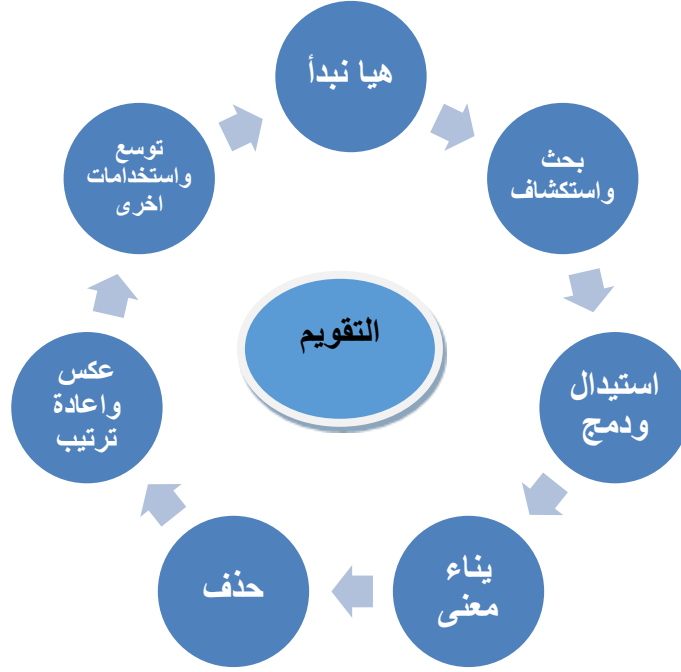 هيا نبدأ
بحث
واستكشاف
استيدال
ودمج
يناء
معنى
حذف
عكس
واعادة
ترتيب
توسع
واستخدامات
اخرى
التقويم